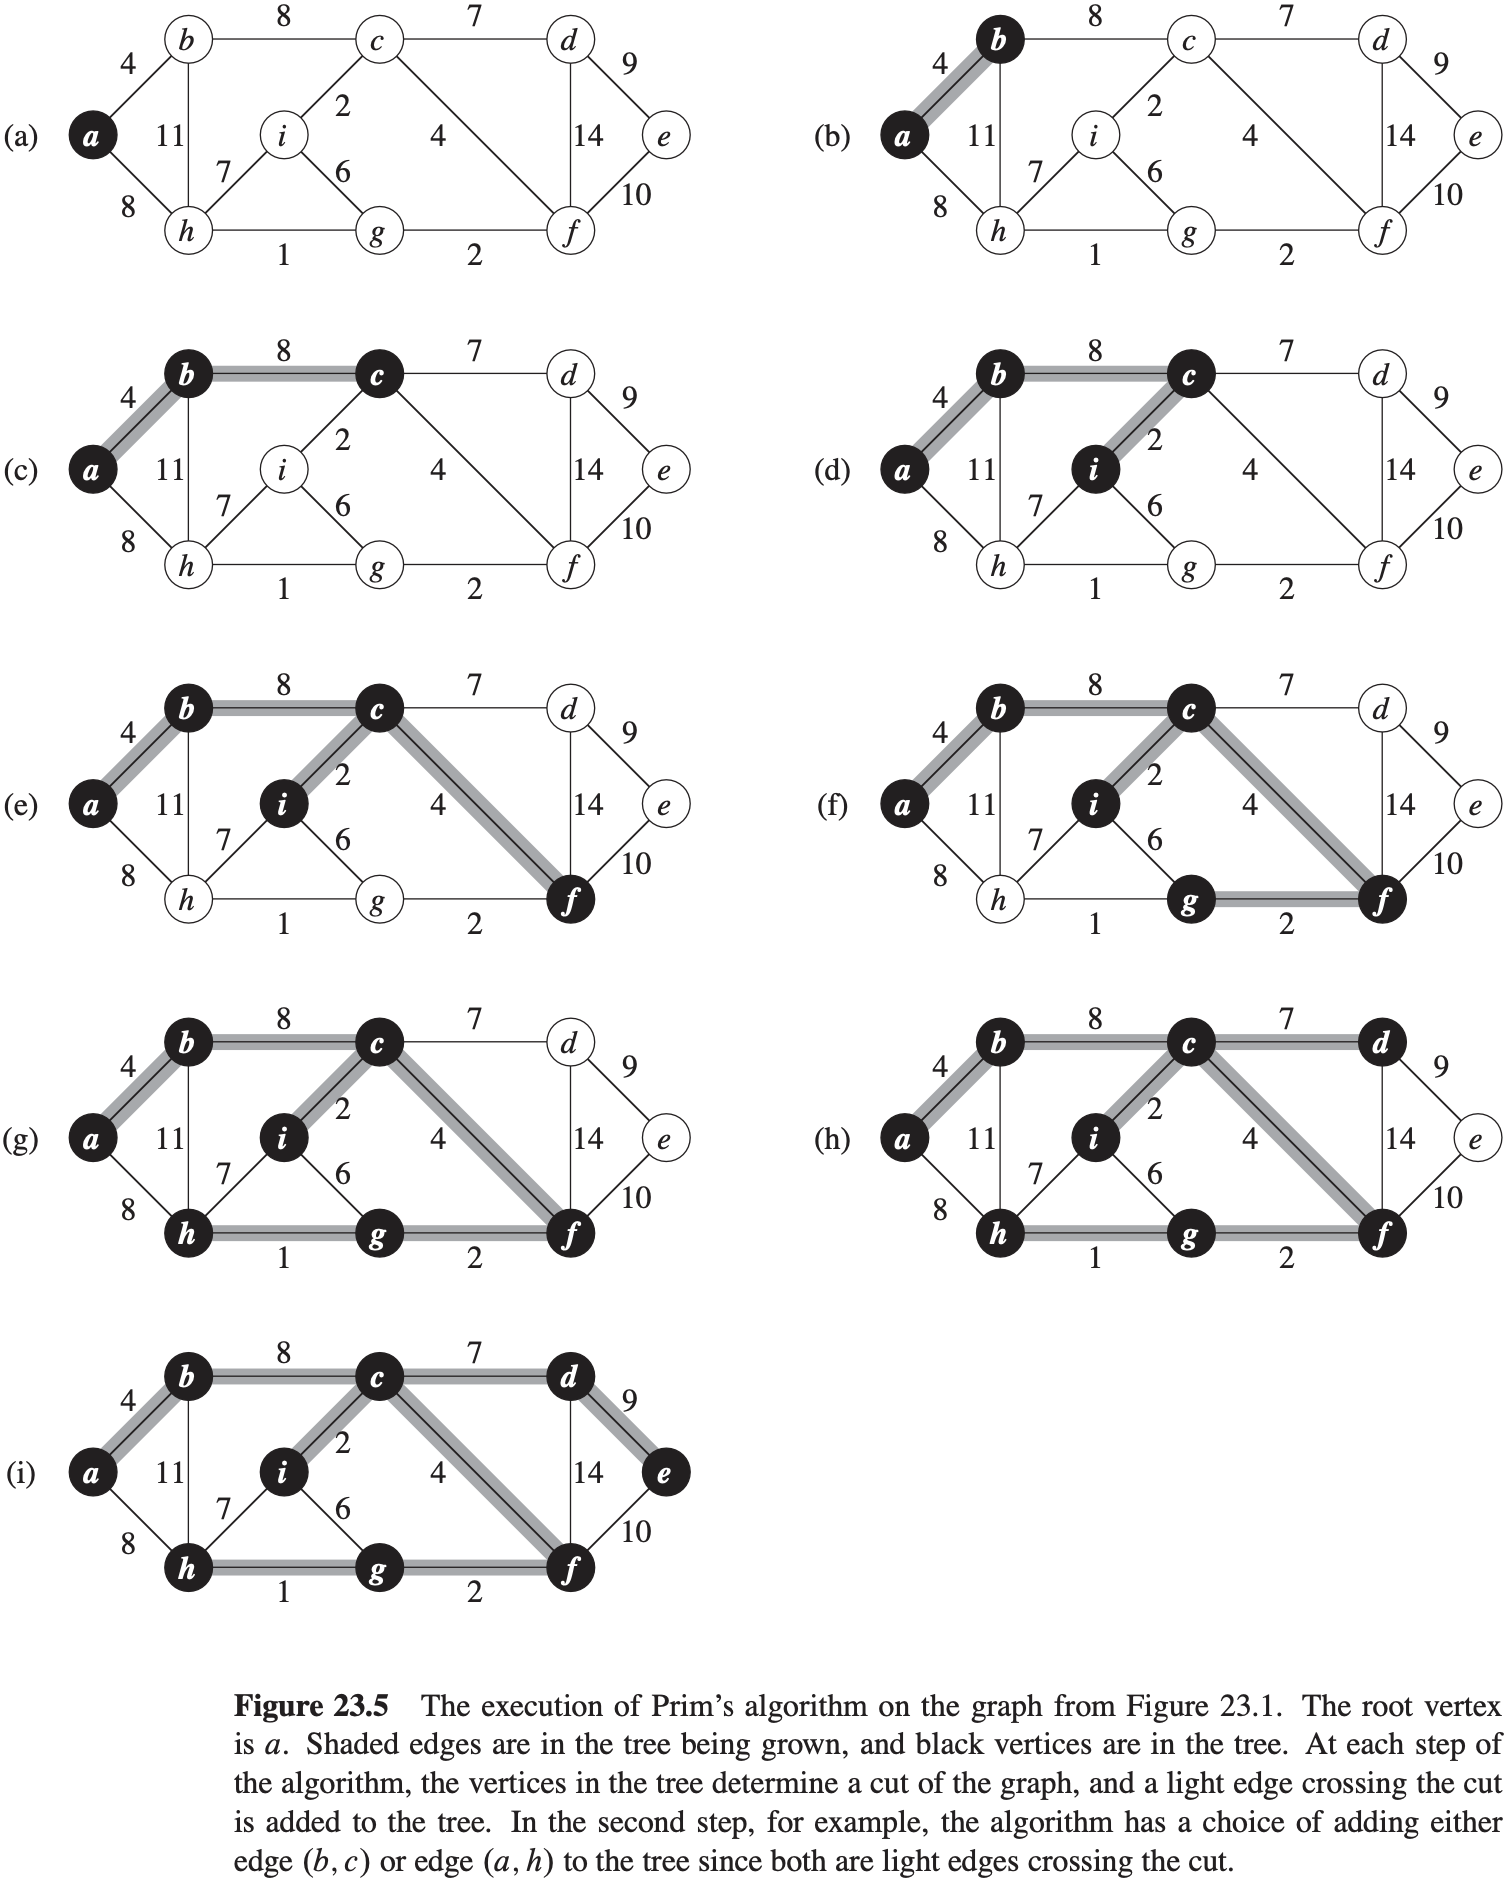 8 7
b c d
4 9
2
(a) a 11 i 4 14 e
7 6
8 10
h g f
1 2
8 7
b c d
4 9
2
(b) a 11 i 4 14 e
7 6
8 10
h g f
1 2
8 7
b c d
4 9
2
(c) a 11 i 4 14 e
7 6
8 10
h g f
1 2
8 7
b c d
4 9
2
(d) a 11 i 4 14 e
7 6
8 10
h g f
1 2
8 7
b c d
4 9
2
(e) a 11 i 4 14 e
7 6
8 10
h g f
1 2
8 7
b c d
4 9
2
(f) a 11 i 4 14 e
7 6
8 10
h g f
1 2
8 7
b c d
4 9
2
(g) a 11 i 4 14 e
7 6
8 10
h g f
1 2
8 7
b c d
4 9
2
(h) a 11 i 4 14 e
7 6
8 10
h g f
1 2
8 7
b c d
4 9
2
(i) a 11 i 4 14 e
7 6
8 10
h g f
1 2
Figure 23.5 The execution of Prim's algorithm on the graph from Figure 23.1. The root vertex
is a. Shaded edges are in the tree being grown, and black vertices are in the tree. At each step of
the algorithm, the vertices in the tree determine a cut of the graph, and a light edge crossing the cut
is added to the tree. In the second step, for example, the algorithm has a choice of adding either
edge (b, c) or edge (a, h) to the tree since both are light edges crossing the cut.